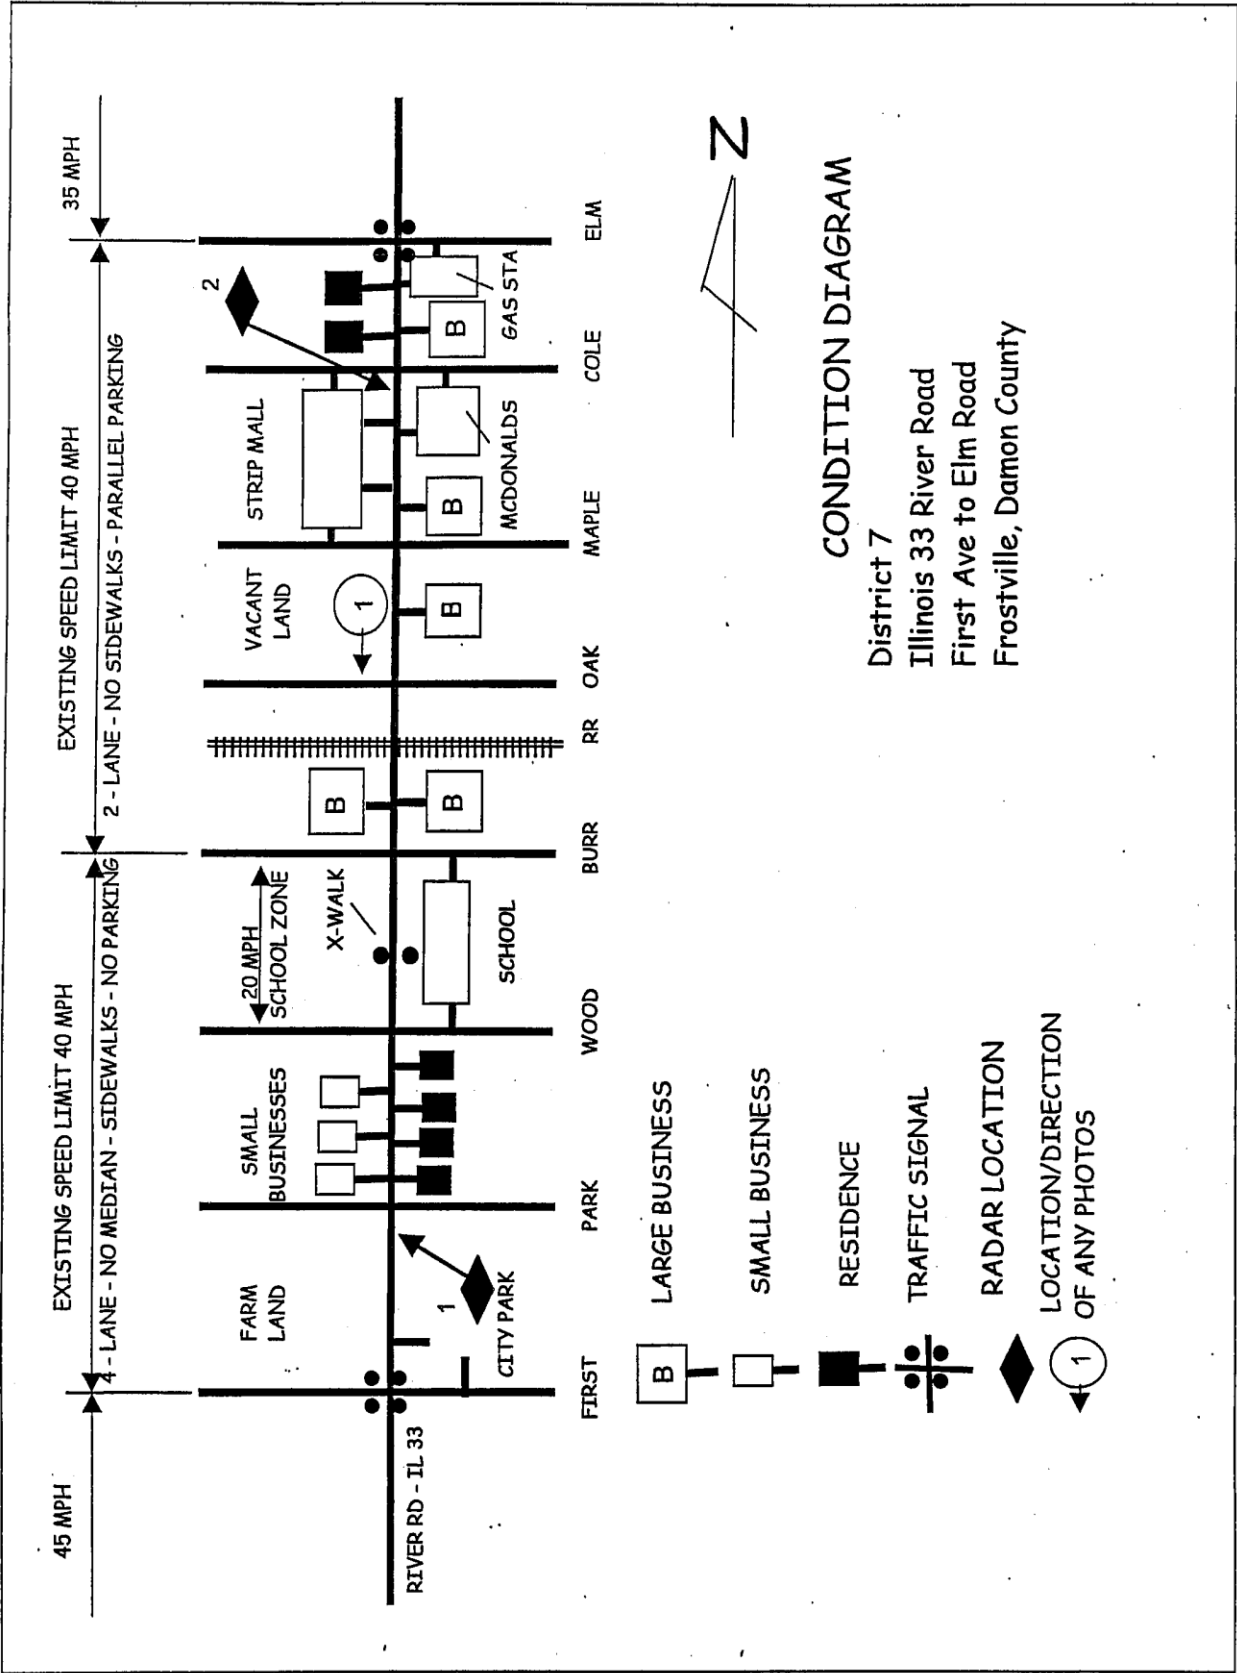 45 MPH
EXISTING SPEED LIMIT 40 MPH
EXISTING SPEED LIMIT 40 MPH
35 MPH
4 - LANE - NO MEDIAN - SIDEWALKS - NO PARKING
2 - LANE - NO SIDEWALKS - PARALLEL PARKING
FARM
LAND
SMALL
BUSINESSES
20 MPH
SCHOOL ZONE
X-WALK
B
VACANT
LAND
1
STRIP MALL
2
RIVER RD - IL 33
1
CITY PARK
SCHOOL
B
B
B
MCDONALDS
B
GAS STA
FIRST
PARK
WOOD
BURR
RR
OAK
MAPLE
COLE
ELM
B
LARGE BUSINESS
SMALL BUSINESS
RESIDENCE
TRAFFIC SIGNAL
RADAR LOCATION
1
LOCATION/DIRECTION
OF ANY PHOTOS
N
CONDITION DIAGRAM
District 7
Illinois 33 River Road
First Ave to Elm Road
Frostville, Damon County